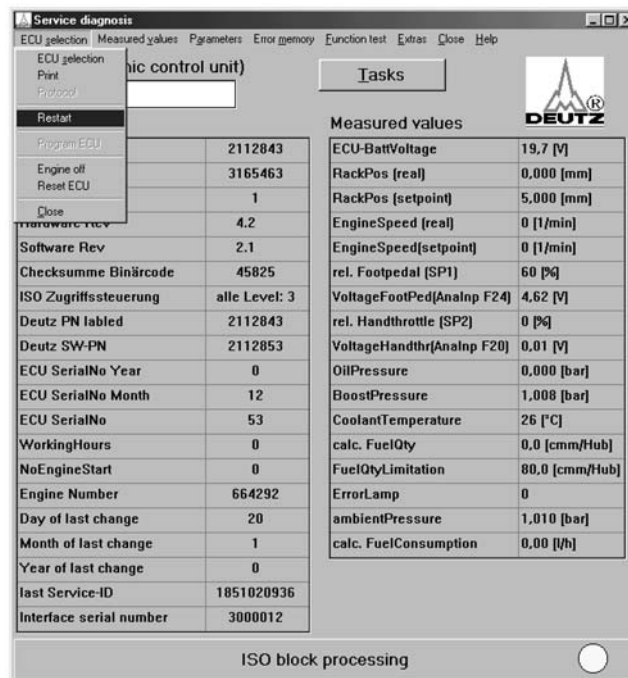 Service diagnosis
ECU selection Measured values Parameters Error memory Function test Extras Close Help
ECU selection
Print
Protocol
Restart
Program ECU
Engine off
Reset ECU
Close
nic control unit)
Tasks
DEUTZ ®
2112843
3165463
1
Hardware Rev 4.2
Software Rev 2.1
Checksumme Binärcode 45825
ISO Zugriffssteuerung alle Level: 3
Deutz PN labled 2112843
Deutz SW-PN 2112853
ECU SerialNo Year 0
ECU SerialNo Month 12
ECU SerialNo 53
WorkingHours 0
NoEngineStart 0
Engine Number 664292
Day of last change 20
Month of last change 1
Year of last change 0
last Service-ID 1851020936
Interface serial number 3000012
Measured values
ECU-BattVoltage 19,7 [V]
RackPos (real) 0,000 [mm]
RackPos (setpoint) 5,000 [mm]
EngineSpeed (real) 0 [1/min]
EngineSpeed(setpoint) 0 [1/min]
rel. Footpedal (SP1) 60 [%]
VoltageFootPed(AnaInp F24) 4,62 [V]
rel. Handthrottle (SP2) 0 [%]
VoltageHandthr(AnaInp F20) 0,01 [V]
OilPressure 0,000 [bar]
BoostPressure 1,008 [bar]
CoolantTemperature 26 [°C]
calc. FuelQty 0,0 [cmm/Hub]
FuelQtyLimitation 80,0 [cmm/Hub]
ErrorLamp 0
ambientPressure 1,010 [bar]
calc. FuelConsumption 0,00 [l/h]
ISO block processing